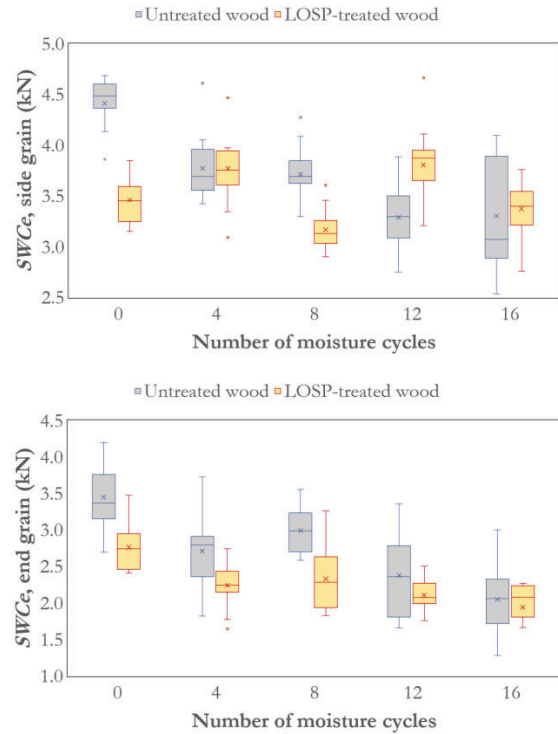 Untreated wood LOSP-treated wood
SWCe, side grain (kN)
5.0
4.5
4.0
3.5
3.0
2.5
0 4 8 12 16
Number of moisture cycles
Untreated wood LOSP-treated wood
SWCe, end grain (kN)
4.5
4.0
3.5
3.0
2.5
2.0
1.5
1.0
0 4 8 12 16
Number of moisture cycles